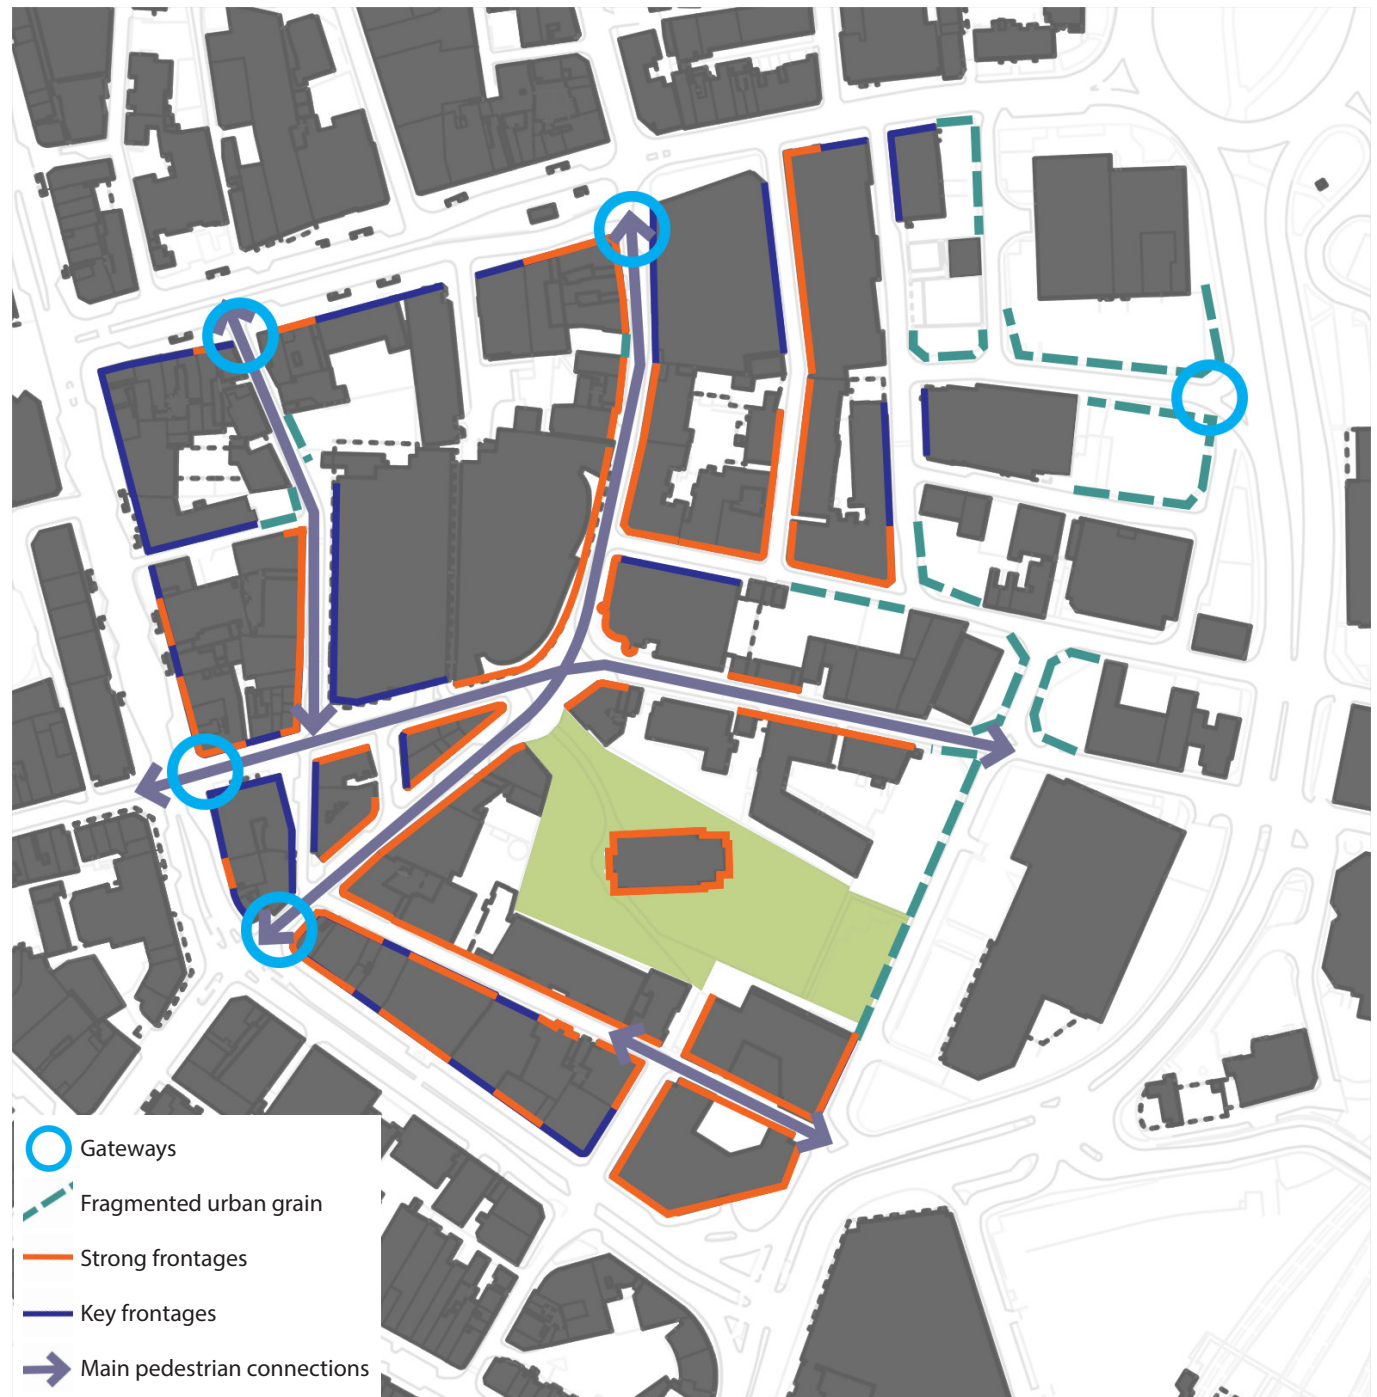 Gateways
Fragmented urban grain
Strong frontages
Key frontages
Main pedestrian connections